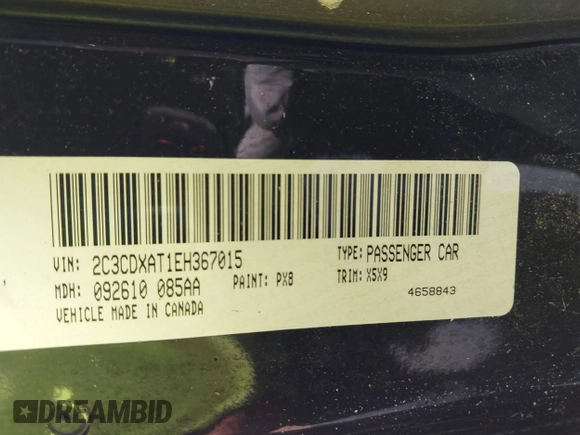 VIN: 2C3CDXAT1EH367015 TYPE: PASSENGER CAR
MDH: 092610 085AA PAINT: PX8 TRIM: X5X9
VEHICLE MADE IN CANADA 4658843
DREAMBID